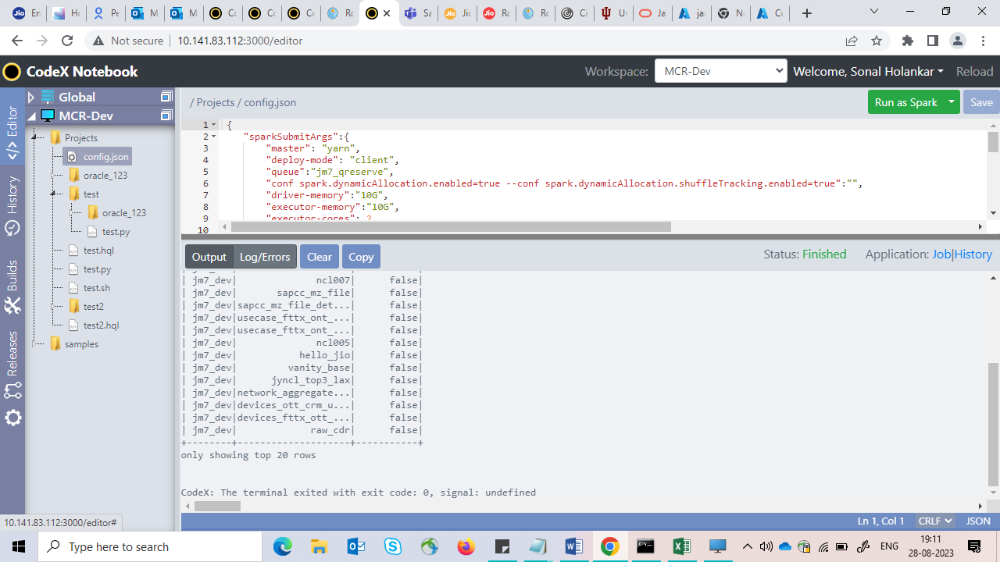 En
Ho
Pe
M
M
Co
Co
Co
Ro
Sa
Jio
Ro
Ro
Ci
Us
Ja
jac
N
Cu
Not secure
10.141.83.112:3000/editor
CodeX Notebook
Workspace:
MCR-Dev
Welcome, Sonal Holankar
Reload
Editor
History
Builds
Releases
Global
MCR-Dev
Projects
config.json
oracle_123
test
oracle_123
test.py
test.hql
test.py
test.sh
test2
test2.hql
samples
/ Projects / config.json
Run as Spark
Save
1 {
2 "sparkSubmitArgs":{
3 "master": "yarn",
4 "deploy-mode": "client",
5 "queue":"jm7_qreserve",
6 "conf spark.dynamicAllocation.enabled=true --conf spark.dynamicAllocation.shuffleTracking.enabled=true":"",
7 "driver-memory":"10G",
8 "executor-memory":"10G",
9 "executor-cores": 2
10
Output
Log/Errors
Clear
Copy
Status: Finished
Application: Job|History
| jm7_dev| ncl007| false|
| jm7_dev| sapcc_mz_file| false|
| jm7_dev|sapcc_mz_file_det...| false|
| jm7_dev|usecase_fttx_ont_...| false|
| jm7_dev|usecase_fttx_ont_...| false|
| jm7_dev| ncl005| false|
| jm7_dev| hello_jio| false|
| jm7_dev| vanity_base| false|
| jm7_dev| jyncl_top3_lax| false|
| jm7_dev|network_aggregate...| false|
| jm7_dev|devices_ott_crm_u...| false|
| jm7_dev|devices_fttx_ott_...| false|
| jm7_dev| raw_cdr| false|
+--------+--------------------+-----------+
only showing top 20 rows
CodeX: The terminal exited with exit code: 0, signal: undefined
10.141.83.112:3000/editor#
Ln 1, Col 1
CRLF
JSON
Type here to search
ENG
19:11
28-08-2023